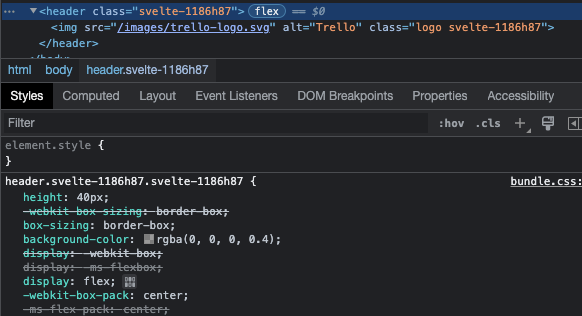 <header class="svelte-1186h87"> flex == $0
<img src="/images/trello-logo.svg" alt="Trello" class="logo svelte-1186h87">
</header>
</body>
html body header.svelte-1186h87
Styles Computed Layout Event Listeners DOM Breakpoints Properties Accessibility
Filter :hov .cls
element.style {
}
header.svelte-1186h87.svelte-1186h87 { bundle.css:
height: 40px;
-webkit-box-sizing: border-box;
box-sizing: border-box;
background-color: rgba(0, 0, 0, 0.4);
display: -webkit-box;
display: -ms-flexbox;
display: flex;
-webkit-box-pack: center;
-ms-flex-pack: center;